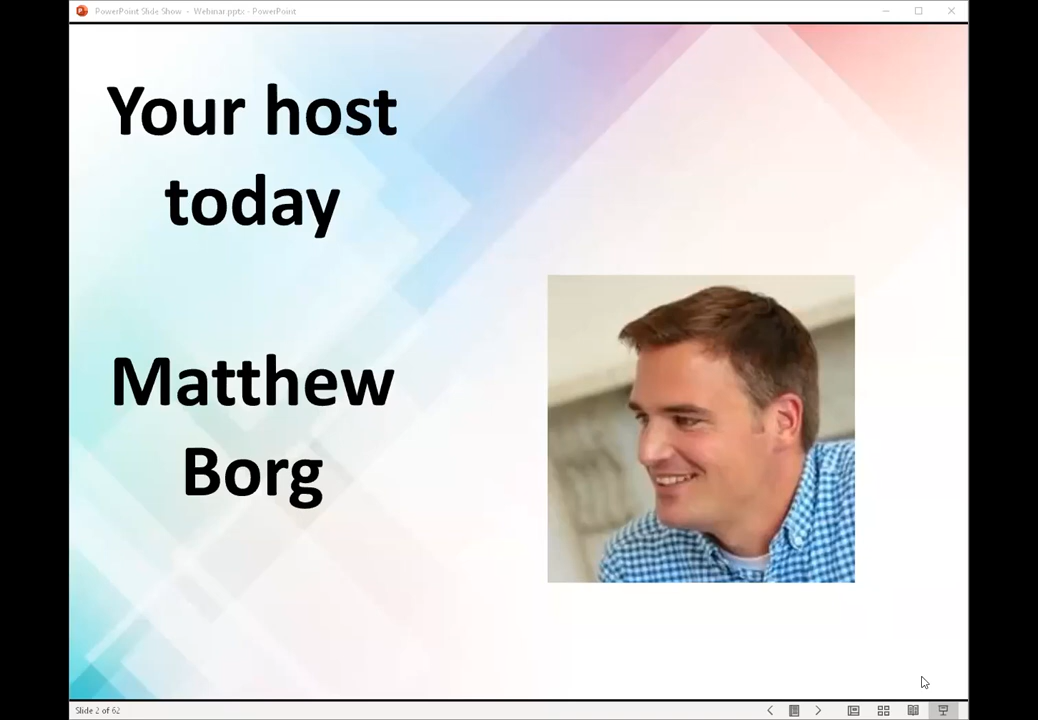 PowerPoint Slide Show - Webinar.pptx - PowerPoint
Your host
today
Matthew
Borg
Slide 2 of 62